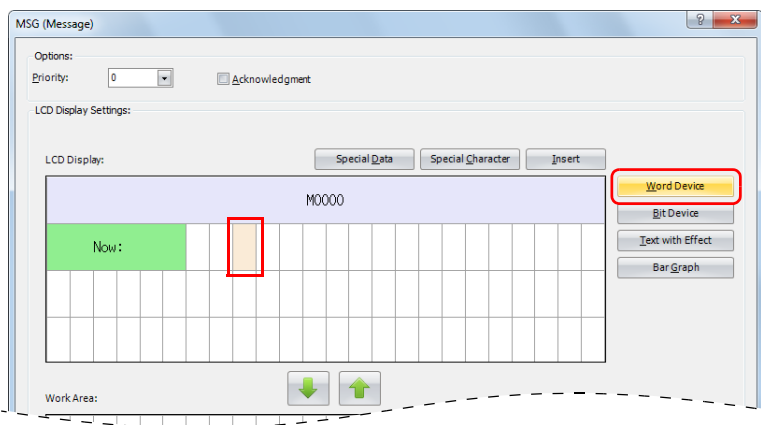 MSG (Message)
Options:
Priority: 0 Acknowledgment
LCD Display Settings:
LCD Display: Special Data Special Character Insert
M0000
Word Device
Bit Device
Now:
Text with Effect
Bar Graph
Work Area: